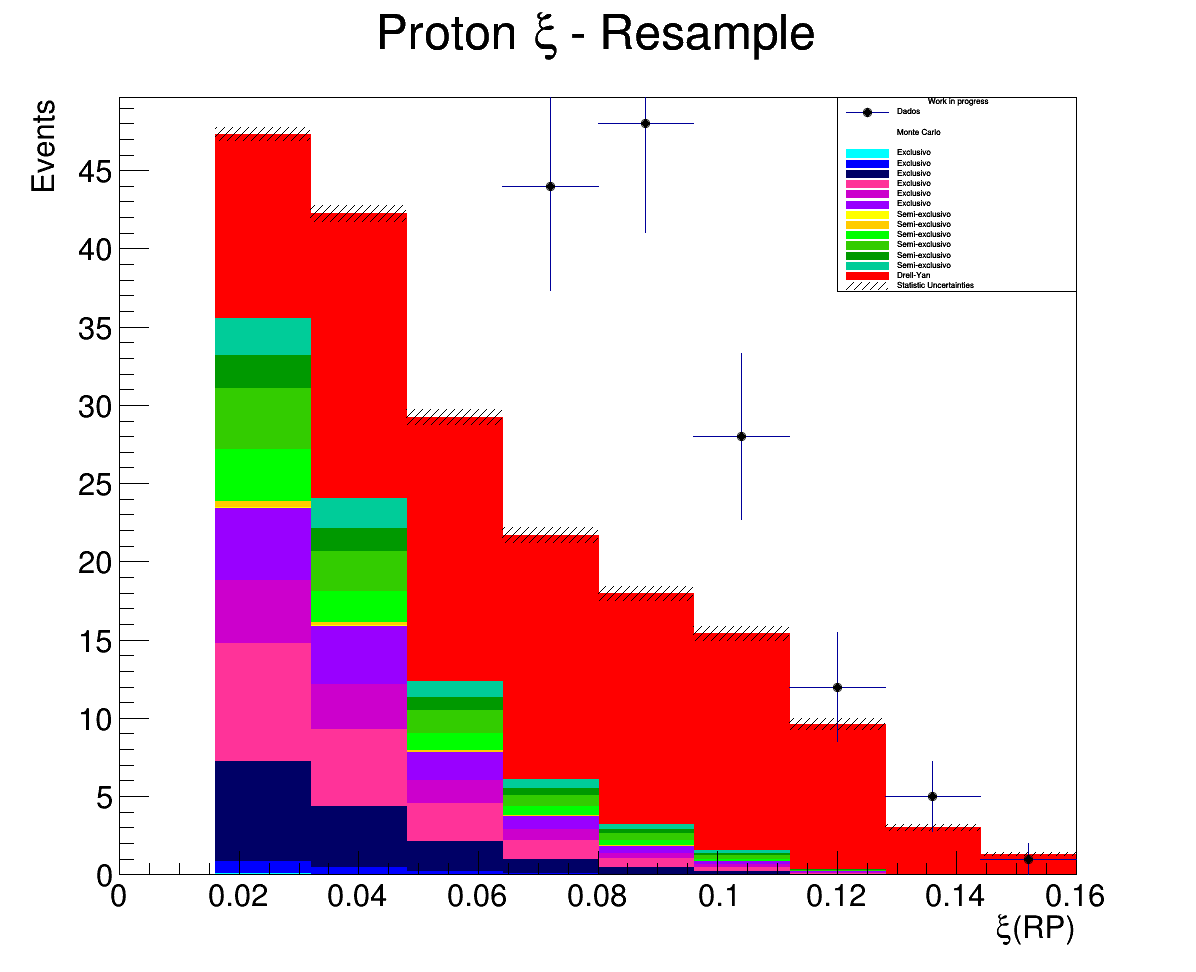 Proton ξ - Resample
Events
Work in progress
Dados
Monte Carlo
Exclusivo
Exclusivo
Exclusivo
Exclusivo
Exclusivo
Exclusivo
Semi-exclusivo
Semi-exclusivo
Semi-exclusivo
Semi-exclusivo
Semi-exclusivo
Semi-exclusivo
Drell-Yan
Statistic Uncertainties
45
40
35
30
25
20
15
10
5
0
0 0.02 0.04 0.06 0.08 0.1 0.12 0.14 0.16
ξ(RP)